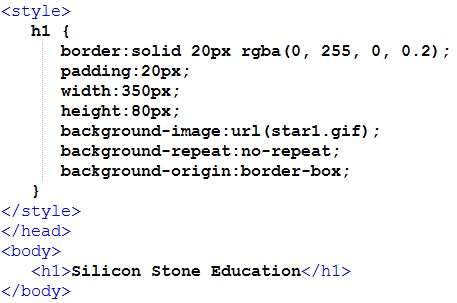 <style>
h1 {
border:solid 20px rgba(0, 255, 0, 0.2);
padding:20px;
width:350px;
height:80px;
background-image:url(star1.gif);
background-repeat:no-repeat;
background-origin:border-box;
}
</style>
</head>
<body>
<h1>Silicon Stone Education</h1>
</body>